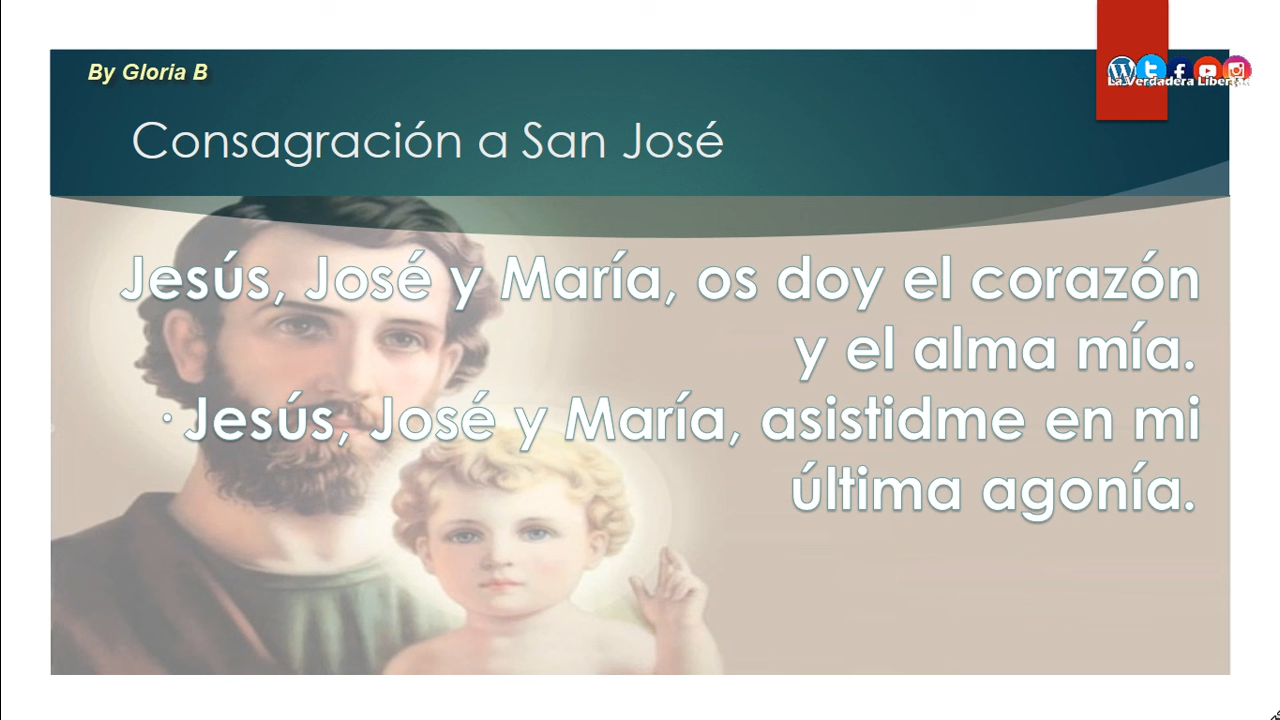 By Gloria B
La Verdadera Libertad
Consagración a San José
Jesús, José y María, os doy el corazón
y el alma mía.
· Jesús, José y María, asistidme en mi
última agonía.